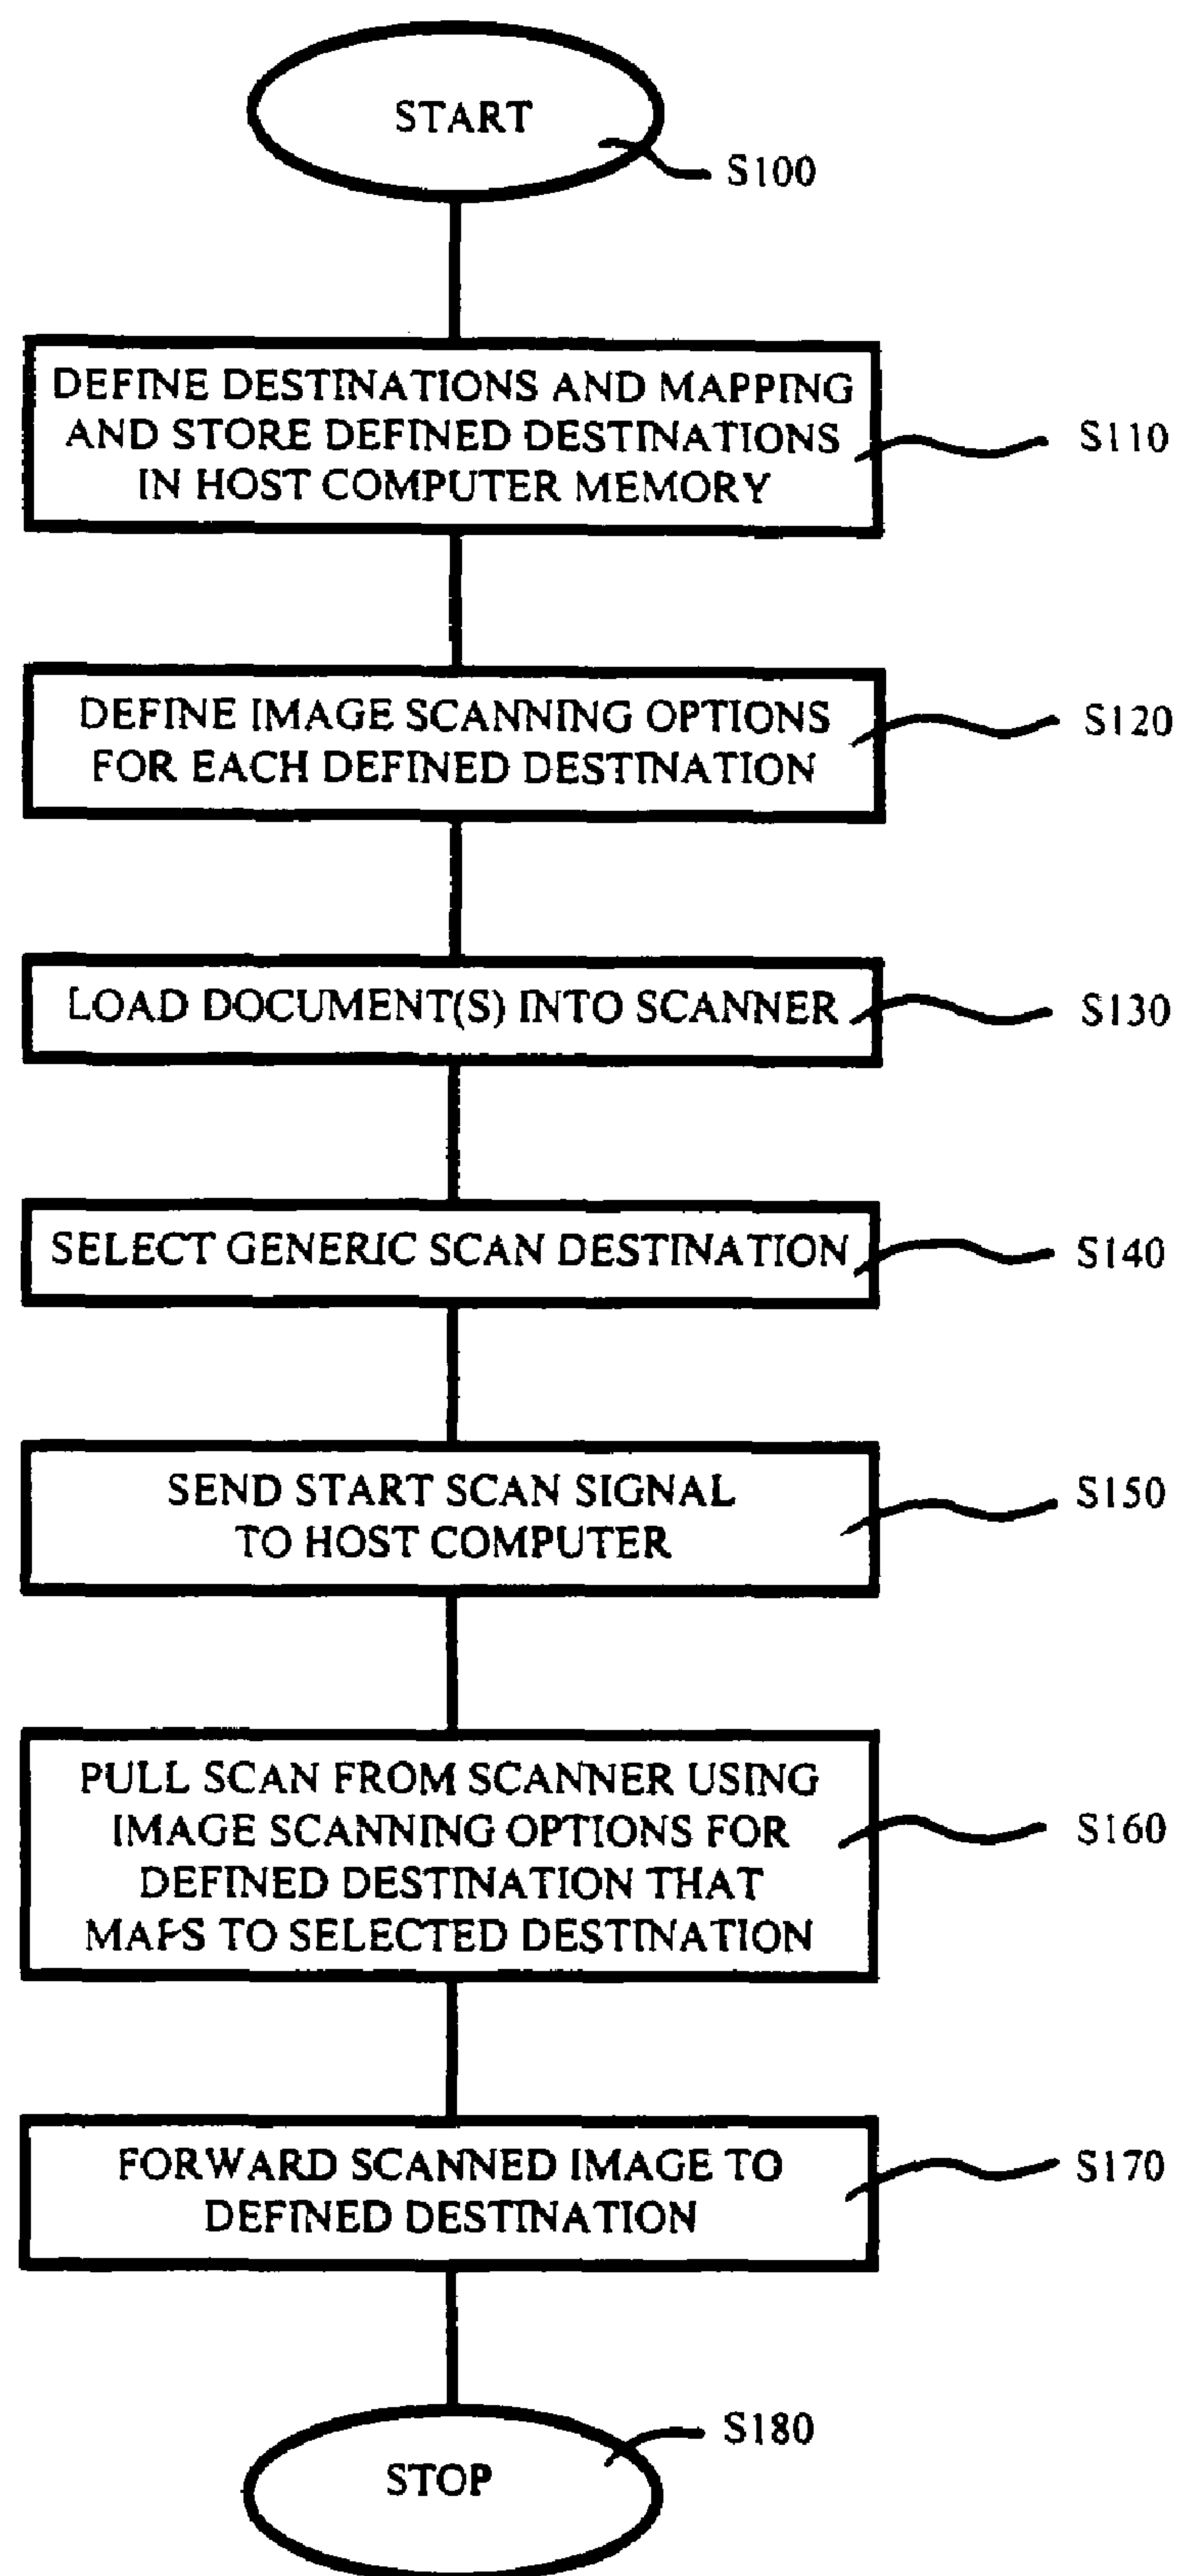 START
S100
DEFINE DESTINATIONS AND MAPPING
AND STORE DEFINED DESTINATIONS
IN HOST COMPUTER MEMORY
S110
DEFINE IMAGE SCANNING OPTIONS
FOR EACH DEFINED DESTINATION
S120
LOAD DOCUMENT(S) INTO SCANNER
S130
SELECT GENERIC SCAN DESTINATION
S140
SEND START SCAN SIGNAL
TO HOST COMPUTER
S150
PULL SCAN FROM SCANNER USING
IMAGE SCANNING OPTIONS FOR
DEFINED DESTINATION THAT
MAPS TO SELECTED DESTINATION
S160
FORWARD SCANNED IMAGE TO
DEFINED DESTINATION
S170
STOP
S180